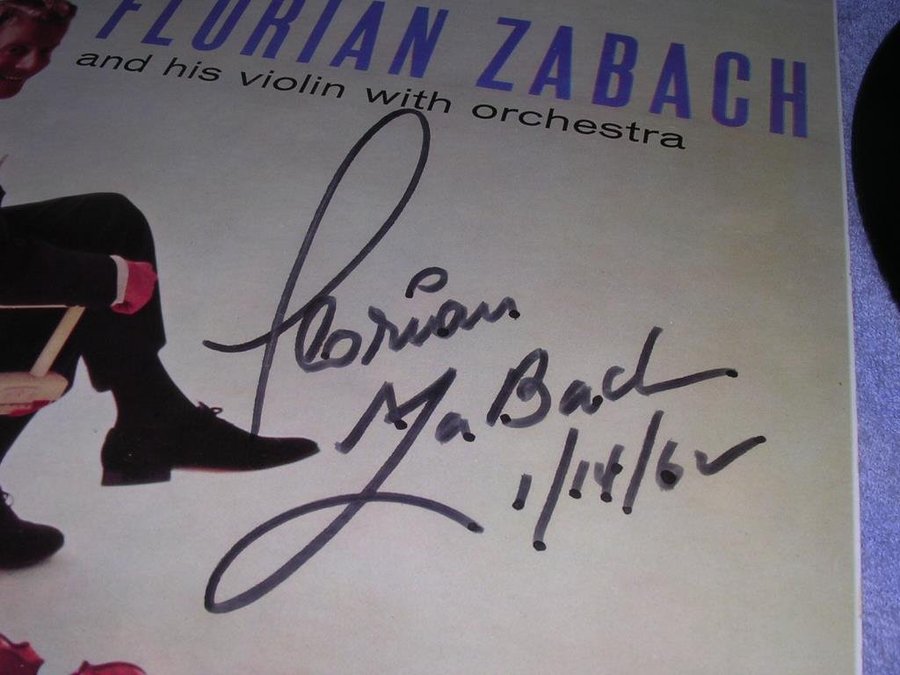 FLORIAN ZABACH
and his violin with orchestra
Florian
ZaBach
1/14/62